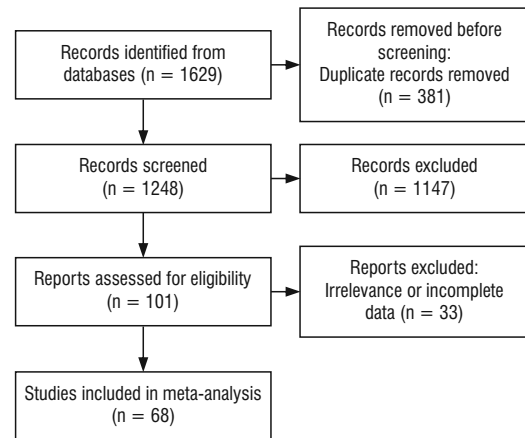 Records identified from
databases (n = 1629)
Records removed before
screening:
Duplicate records removed
(n = 381)
Records screened
(n = 1248)
Records excluded
(n = 1147)
Reports assessed for eligibility
(n = 101)
Reports excluded:
Irrelevance or incomplete
data (n = 33)
Studies included in meta-analysis
(n = 68)